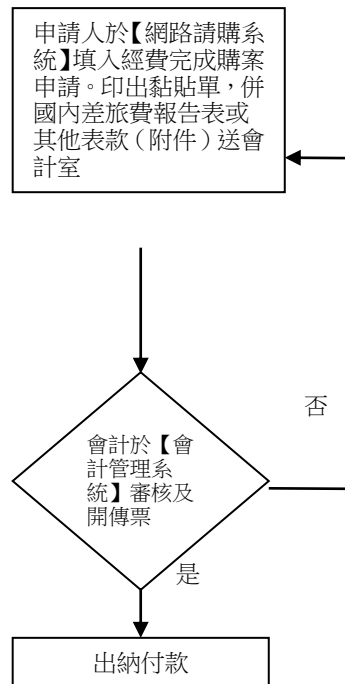 申請人於【網路請購系
統】填入經費完成購案
申請。印出黏貼單，併
國內差旅費報告表或
其他表款（附件）送會
計室
否
會計於【會
計管理系
統】審核及
開傳票
是
出納付款